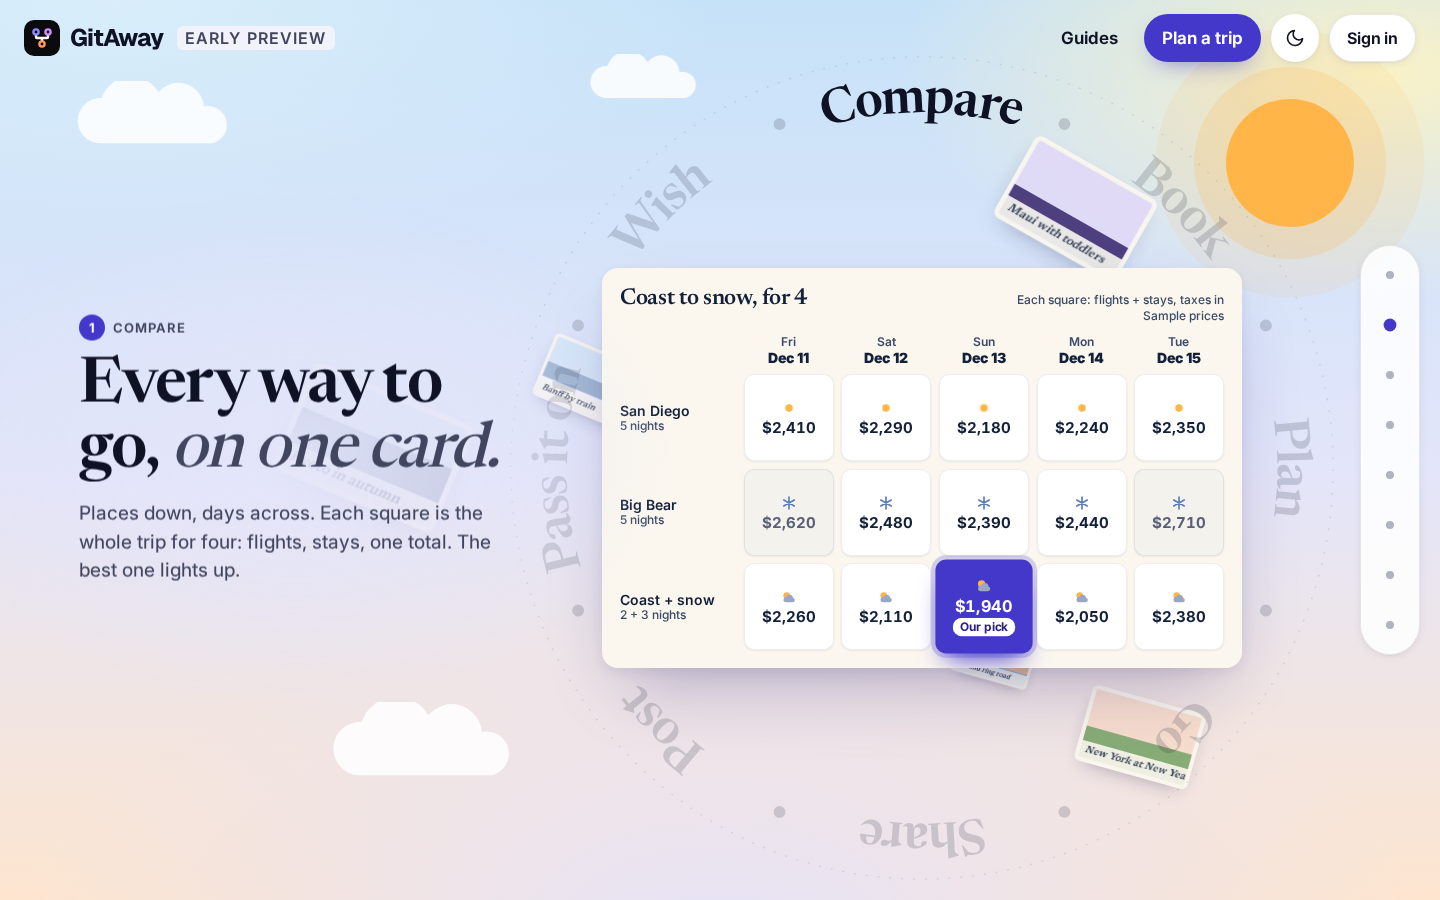 GitAway EARLY PREVIEW
Guides
Plan a trip
Sign in
Compare
Wish
Book
Maui with toddlers
Coast to snow, for 4
Each square: flights + stays, taxes in
Sample prices
Fri Sat Sun Mon Tue
Dec 11 Dec 12 Dec 13 Dec 14 Dec 15
San Diego
5 nights
$2,410 $2,290 $2,180 $2,240 $2,350
Big Bear
5 nights
$2,620 $2,480 $2,390 $2,440 $2,710
Coast + snow
2 + 3 nights
$2,260 $2,110 $1,940 $2,050 $2,380
Our pick
1 COMPARE
Every way to
go, on one card.
in autumn
Places down, days across. Each square is the
whole trip for four: flights, stays, one total. The
best one lights up.
Banff by train
Pass it on
Plan
ring road
Post
Go
New York at New Yea
Share